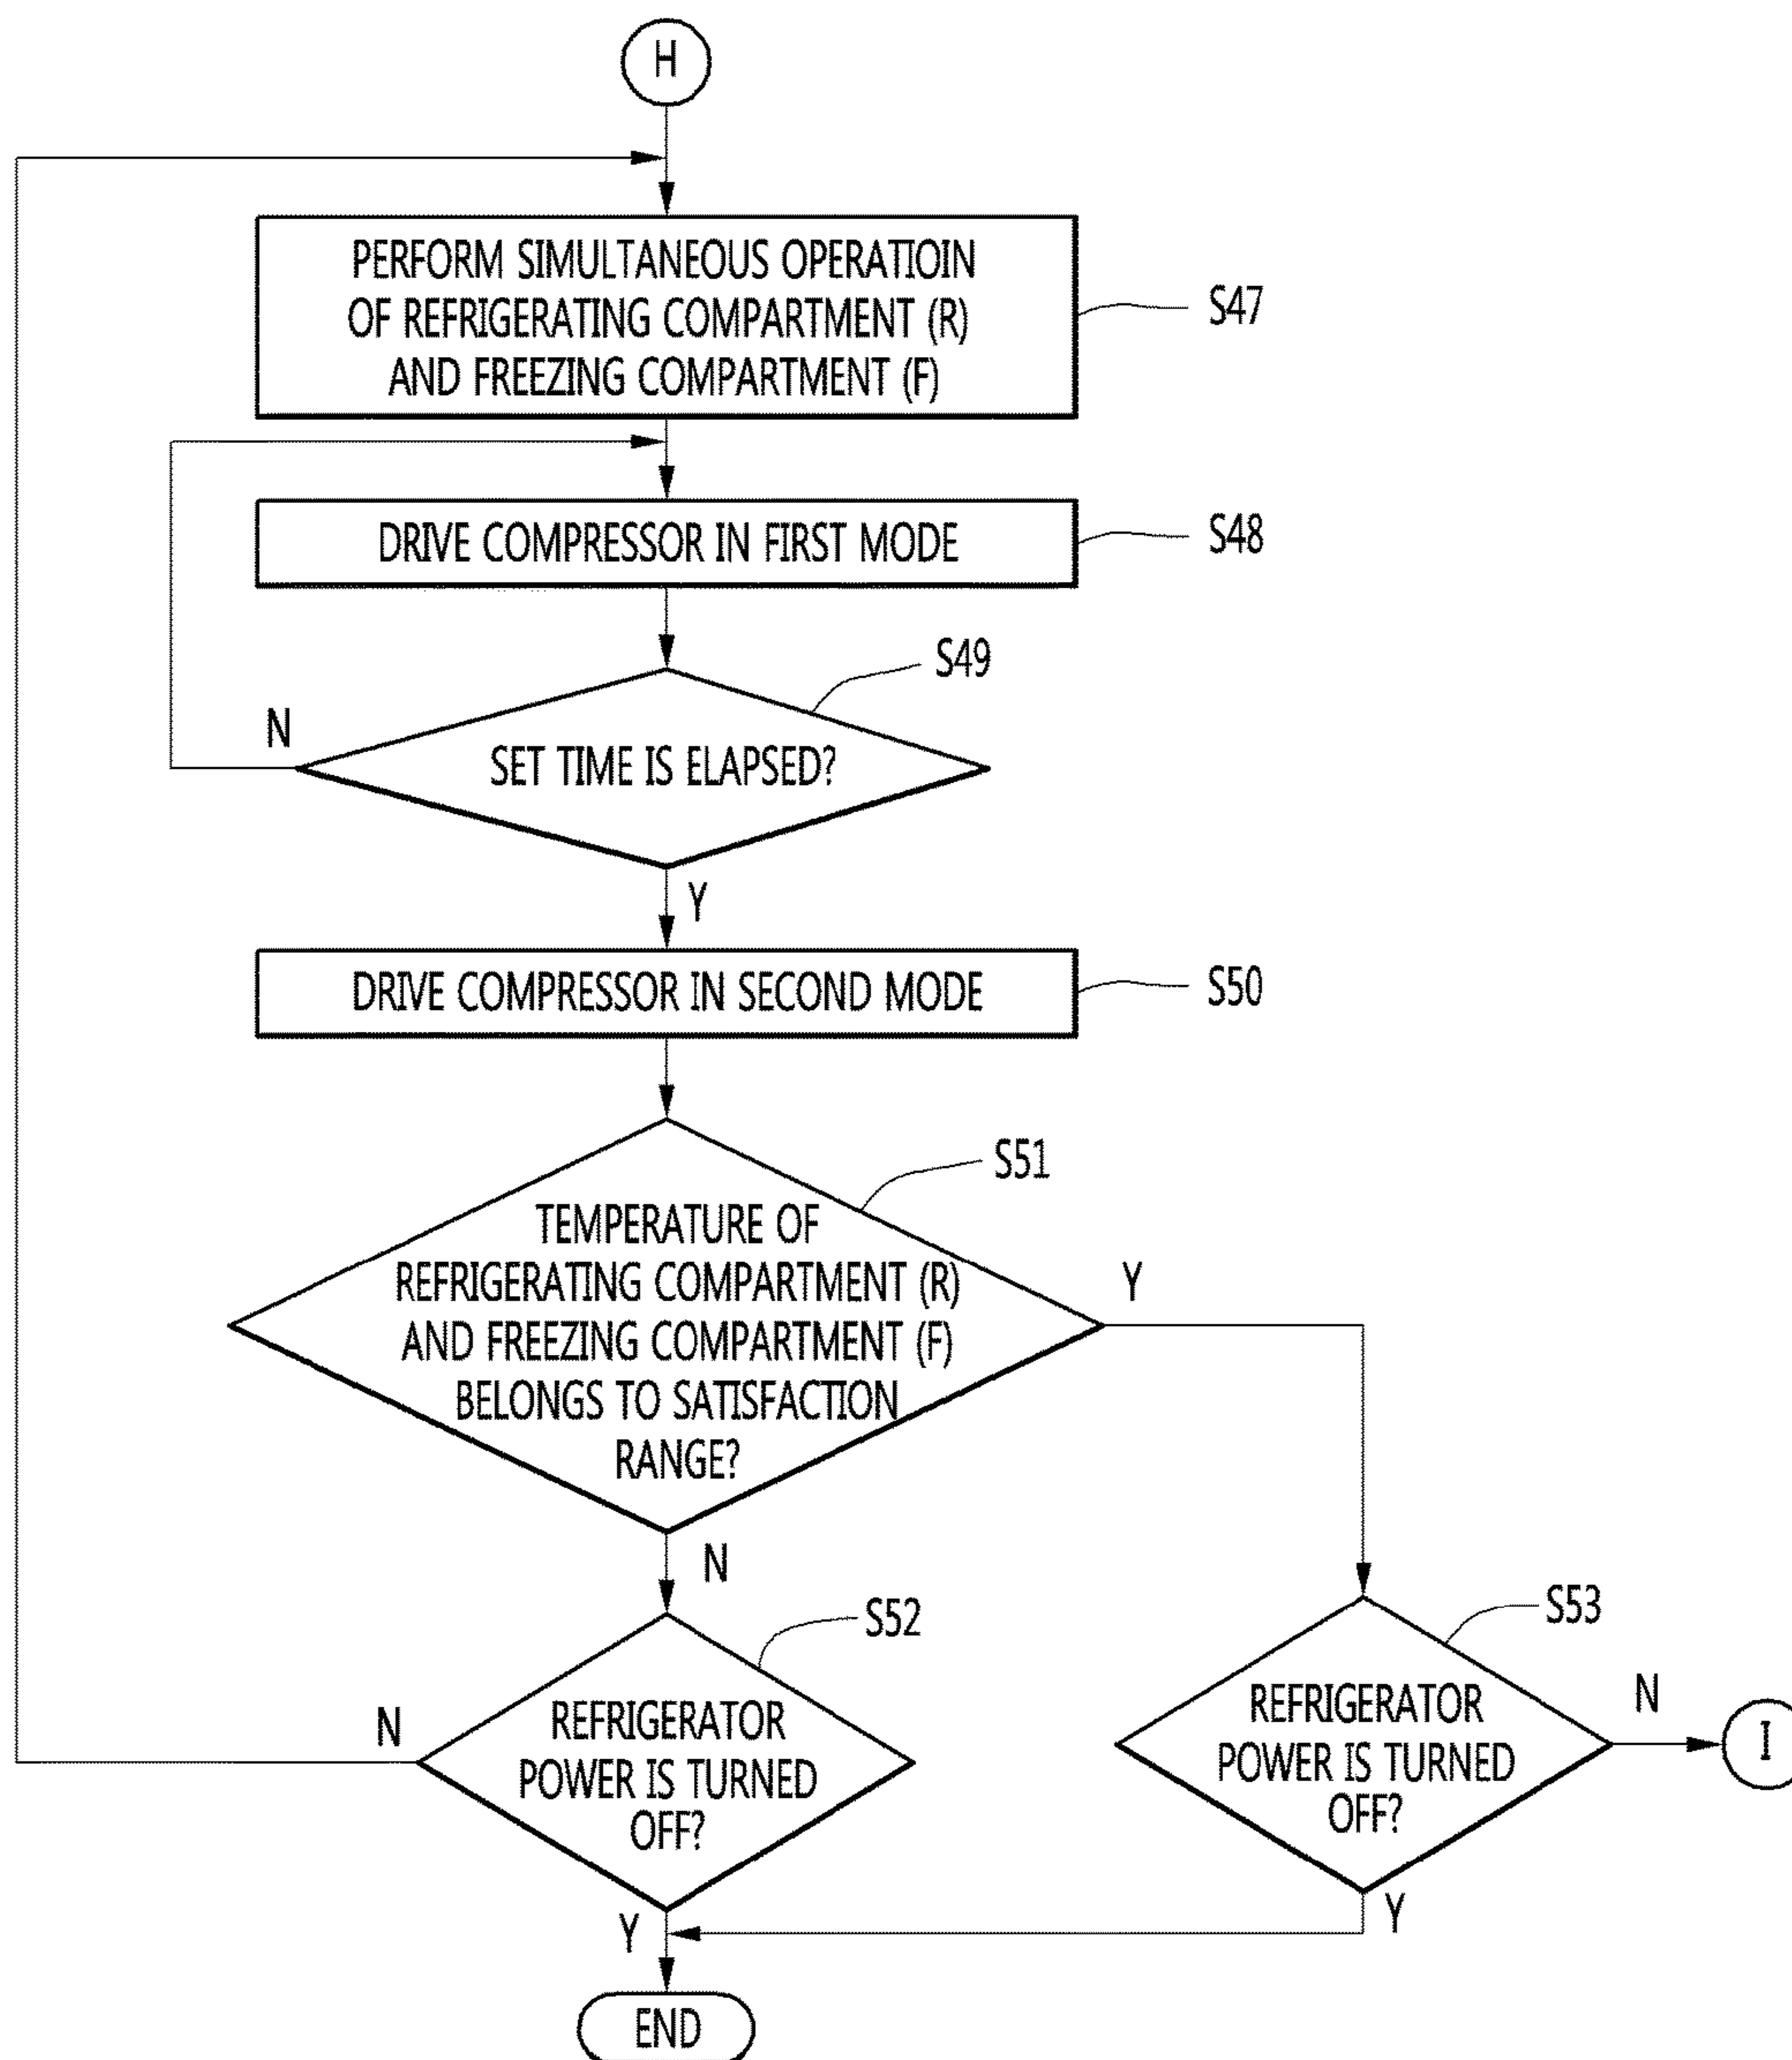 H
PERFORM SIMULTANEOUS OPERATIOIN
OF REFRIGERATING COMPARTMENT (R)
AND FREEZING COMPARTMENT (F)
S47
DRIVE COMPRESSOR IN FIRST MODE
S48
S49
N
SET TIME IS ELAPSED?
Y
DRIVE COMPRESSOR IN SECOND MODE
S50
S51
TEMPERATURE OF
REFRIGERATING COMPARTMENT (R)
AND FREEZING COMPARTMENT (F)
BELONGS TO SATISFACTION
RANGE?
Y
N
S52
N
REFRIGERATOR
POWER IS TURNED
OFF?
Y
S53
REFRIGERATOR
POWER IS TURNED
OFF?
N
I
Y
END